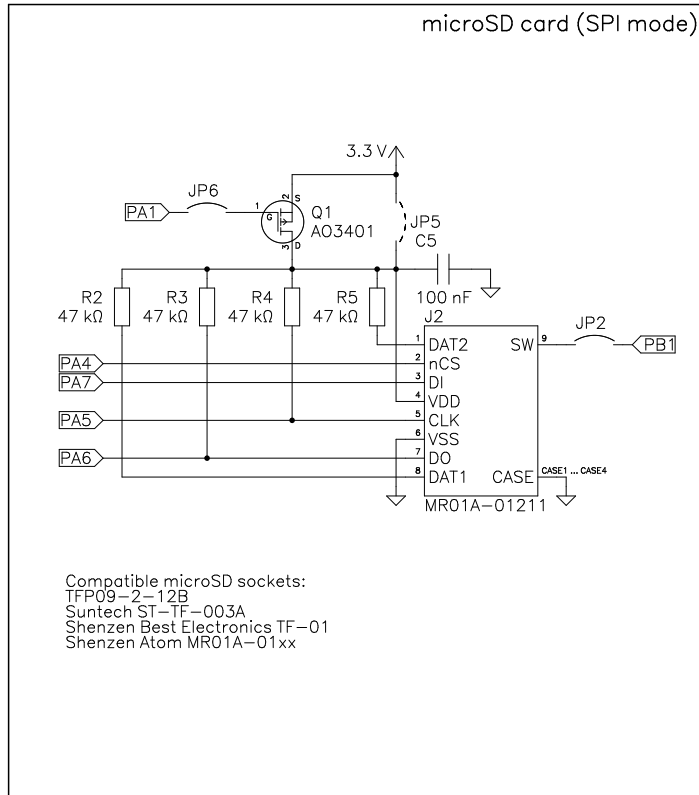 microSD card (SPI mode)
3.3 V
JP6
PA1
1
G
2
S
3
D
Q1
AO3401
JP5
C5
100 nF
R2
47 kΩ
R3
47 kΩ
R4
47 kΩ
R5
47 kΩ
J2
1 DAT2
SW 9
JP2
PB1
PA4
2 nCS
PA7
3 DI
4 VDD
PA5
5 CLK
6 VSS
PA6
7 DO
8 DAT1
CASE CASE1 ... CASE4
MR01A-01211
Compatible microSD sockets:
TFP09-2-12B
Suntech ST-TF-003A
Shenzen Best Electronics TF-01
Shenzen Atom MR01A-01xx